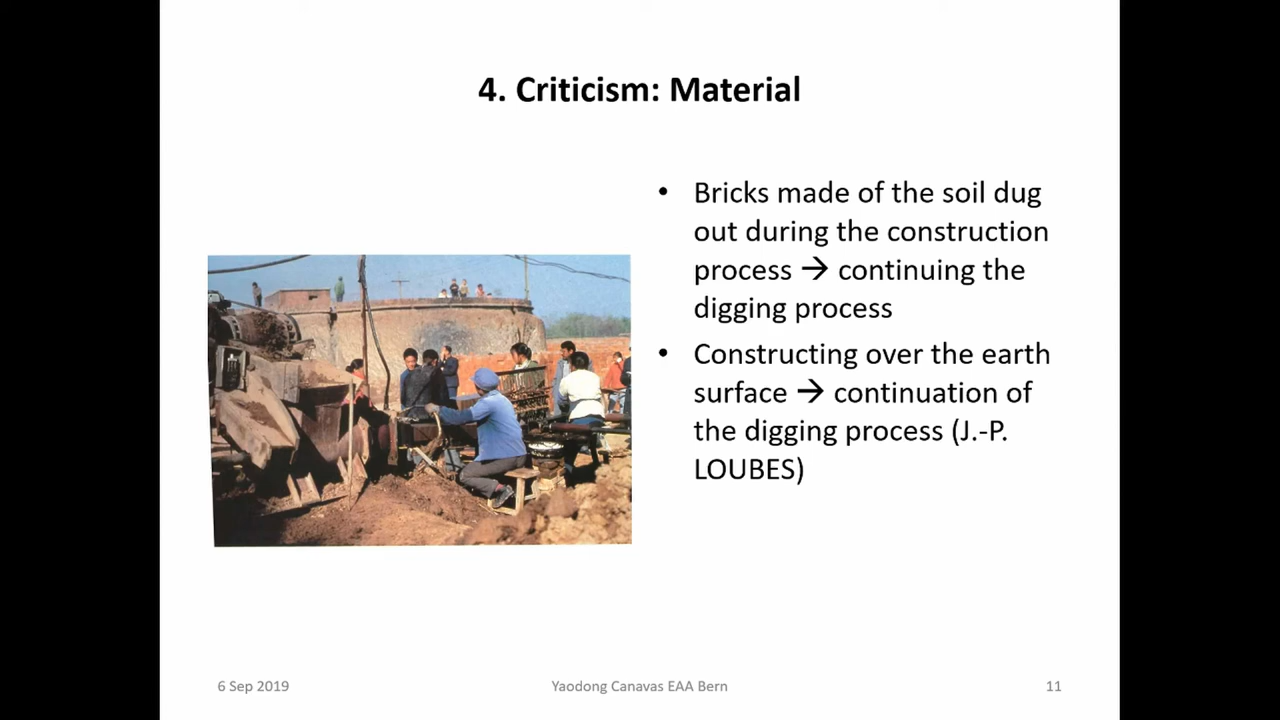 4. Criticism: Material
• Bricks made of the soil dug
out during the construction
process → continuing the
digging process
• Constructing over the earth
surface → continuation of
the digging process (J.-P.
LOUBES)
6 Sep 2019
Yaodong Canavas EAA Bern
11